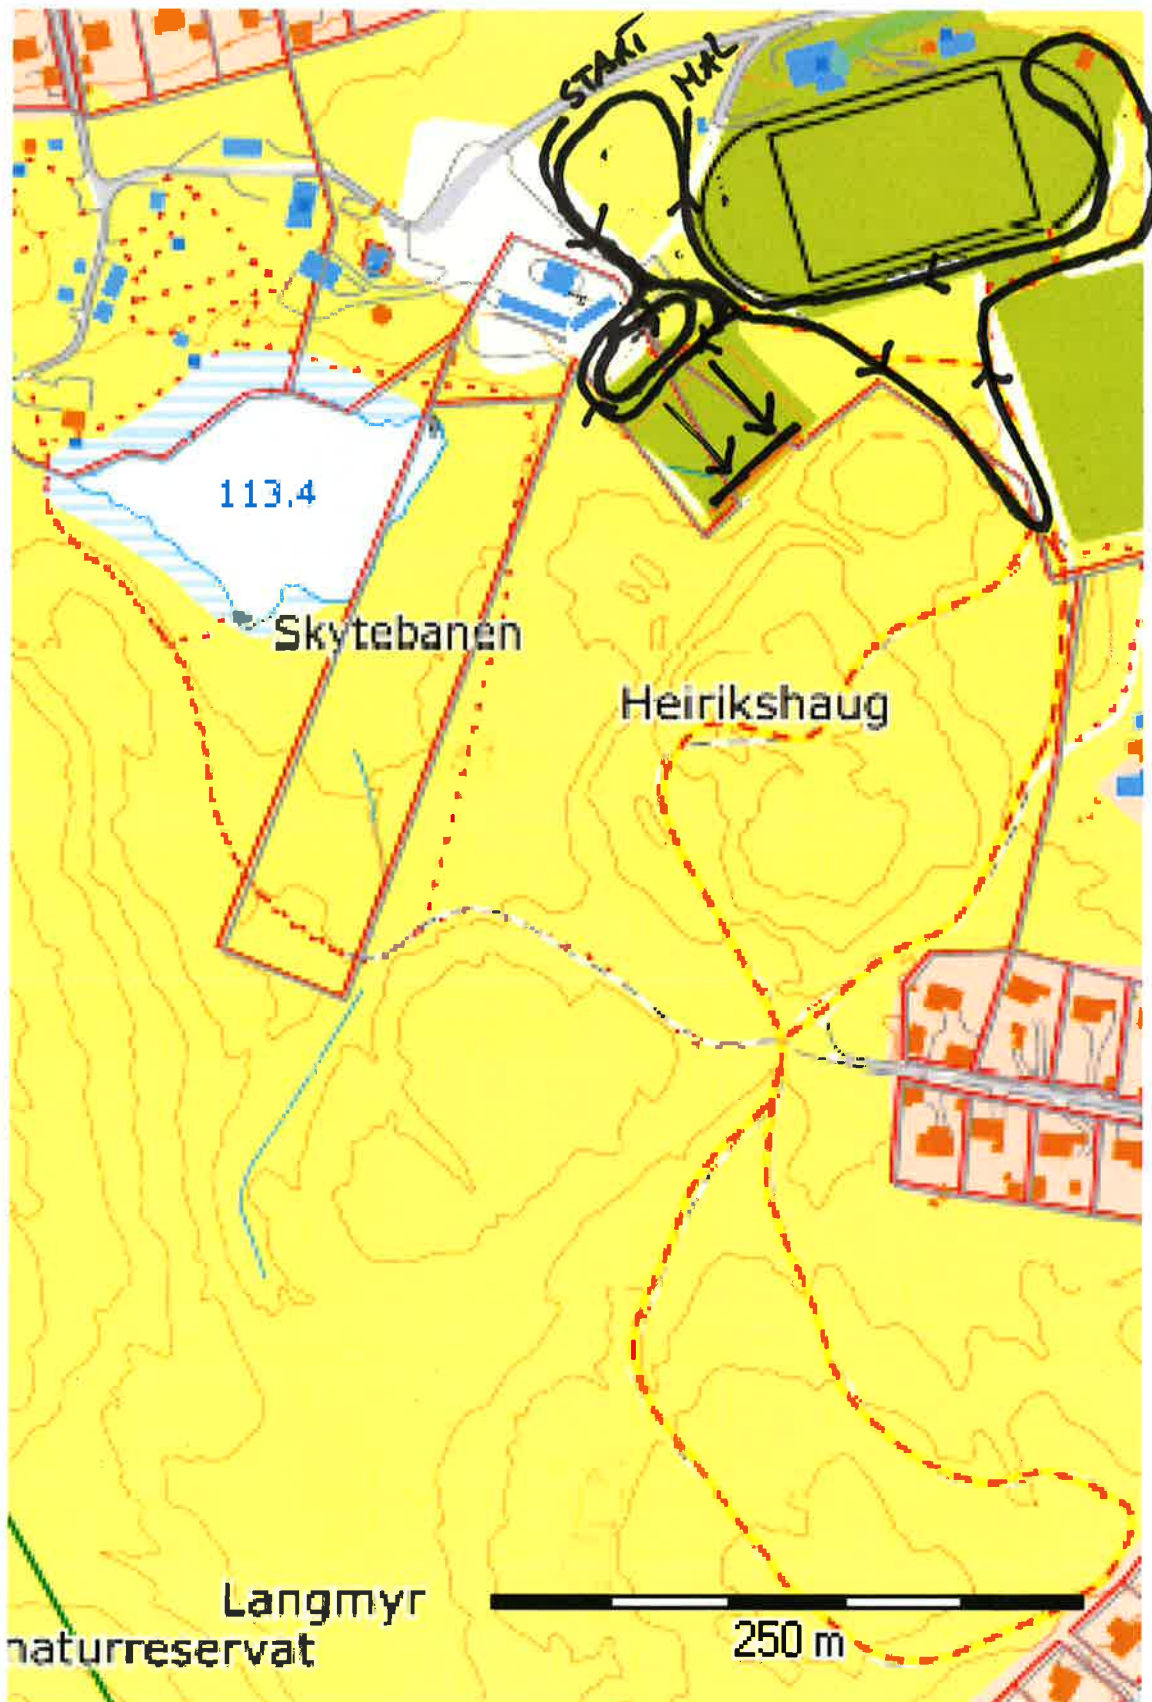 START
MÅL
113.4
Skytebanen
Heirikshaug
Langmyr
naturreservat
250 m